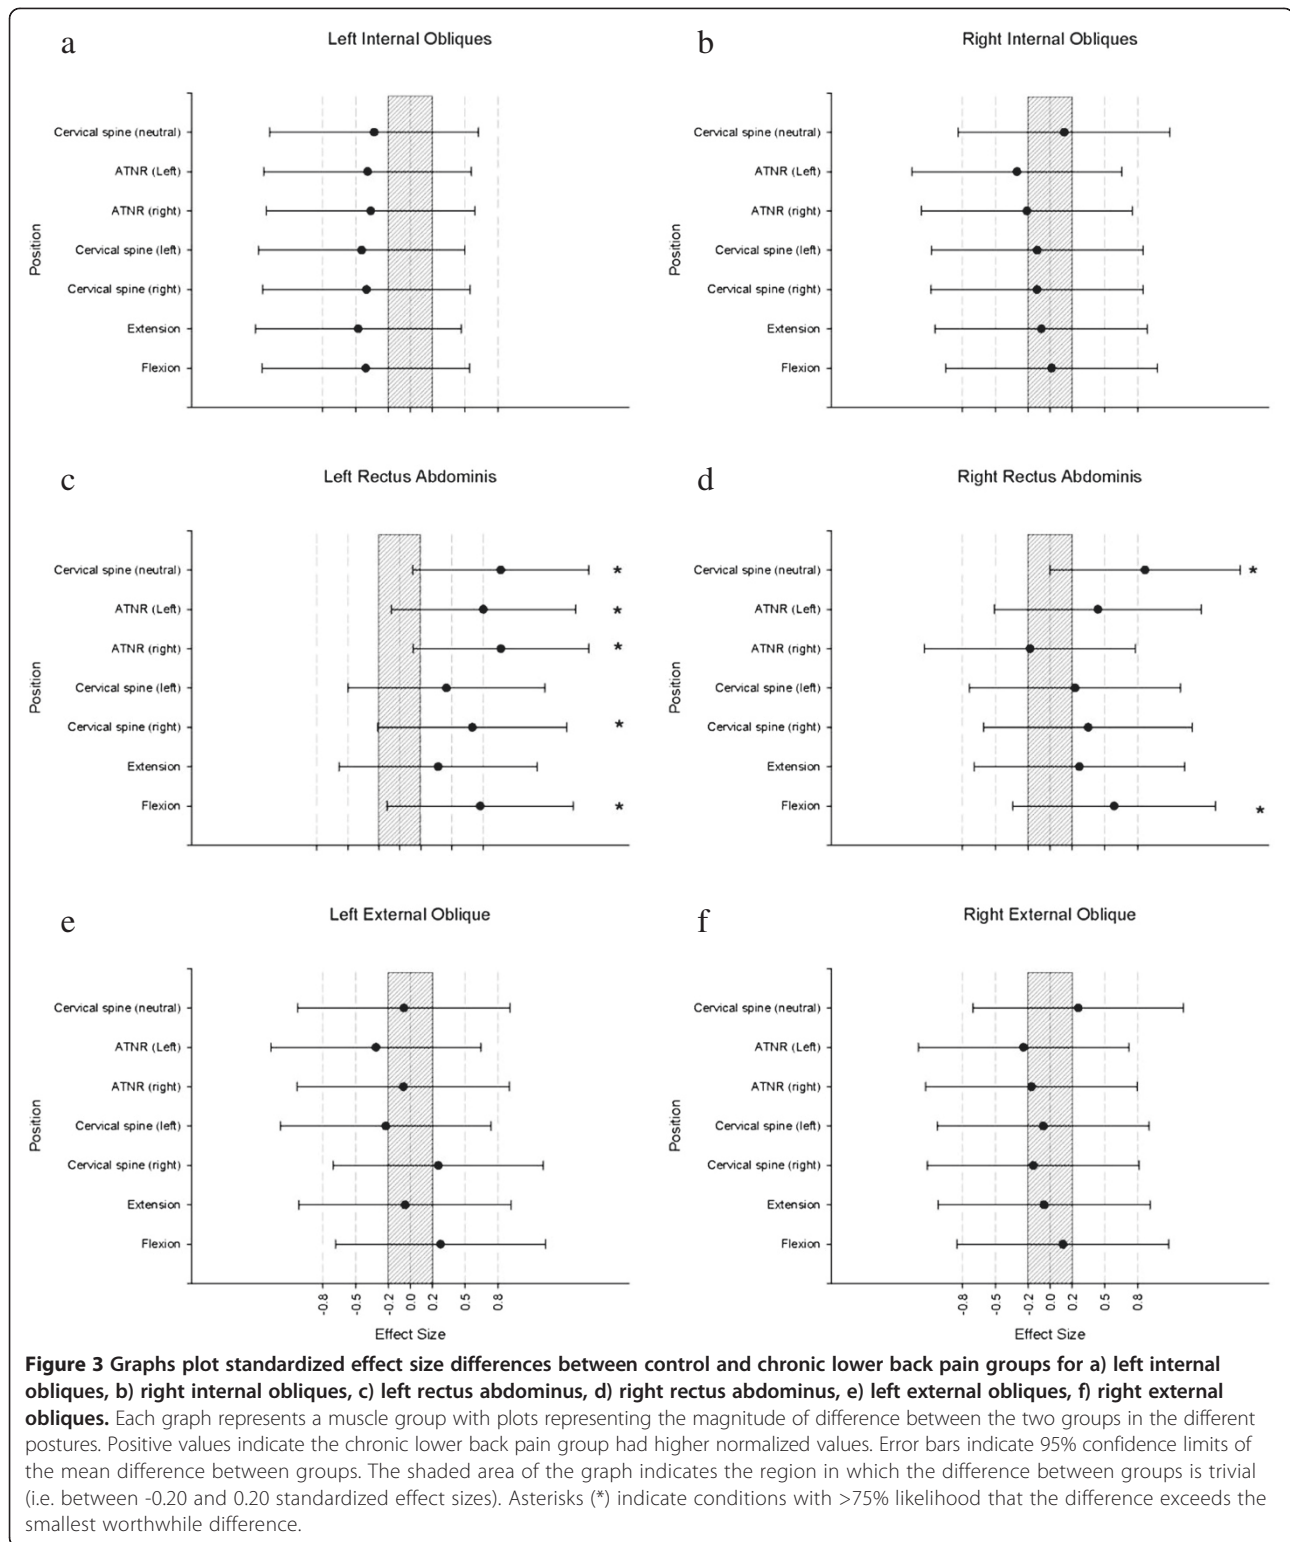 a
Left Internal Obliques
Position
Cervical spine (neutral)
ATNR (Left)
ATNR (right)
Cervical spine (left)
Cervical spine (right)
Extension
Flexion
b
Right Internal Obliques
Position
Cervical spine (neutral)
ATNR (Left)
ATNR (right)
Cervical spine (left)
Cervical spine (right)
Extension
Flexion
c
Left Rectus Abdominis
Position
Cervical spine (neutral)
*
ATNR (Left)
*
ATNR (right)
*
Cervical spine (left)
Cervical spine (right)
*
Extension
Flexion
*
d
Right Rectus Abdominis
Position
Cervical spine (neutral)
*
ATNR (Left)
ATNR (right)
Cervical spine (left)
Cervical spine (right)
Extension
Flexion
*
e
Left External Oblique
Position
Cervical spine (neutral)
ATNR (Left)
ATNR (right)
Cervical spine (left)
Cervical spine (right)
Extension
Flexion
-0.8 -0.5 -0.2 0.0 0.2 0.5 0.8
Effect Size
f
Right External Oblique
Position
Cervical spine (neutral)
ATNR (Left)
ATNR (right)
Cervical spine (left)
Cervical spine (right)
Extension
Flexion
-0.8 -0.5 -0.2 0.0 0.2 0.5 0.8
Effect Size
Figure 3 Graphs plot standardized effect size differences between control and chronic lower back pain groups for a) left internal
obliques, b) right internal obliques, c) left rectus abdominus, d) right rectus abdominus, e) left external obliques, f) right external
obliques. Each graph represents a muscle group with plots representing the magnitude of difference between the two groups in the different
postures. Positive values indicate the chronic lower back pain group had higher normalized values. Error bars indicate 95% confidence limits of
the mean difference between groups. The shaded area of the graph indicates the region in which the difference between groups is trivial
(i.e. between -0.20 and 0.20 standardized effect sizes). Asterisks (*) indicate conditions with >75% likelihood that the difference exceeds the
smallest worthwhile difference.